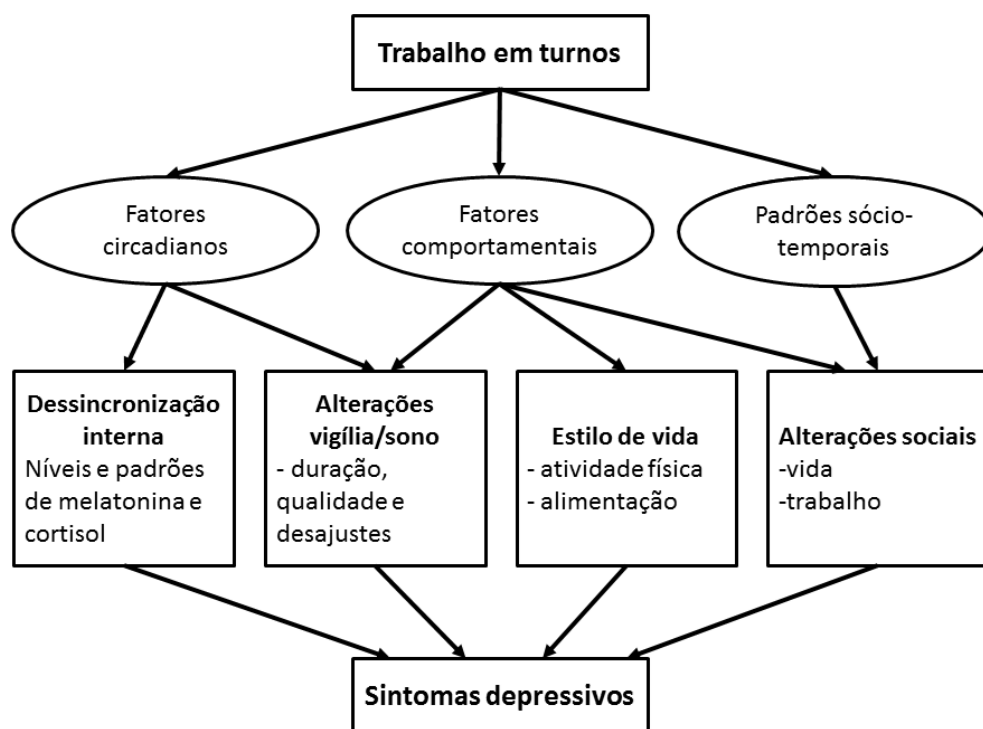 Trabalho em turnos
Fatores
circadianos
Fatores
comportamentais
Padrões sócio-
temporais
Dessincronização
interna
Níveis e padrões
de melatonina e
cortisol
Alterações
vigília/sono
- duração,
qualidade e
desajustes
Estilo de vida
- atividade física
- alimentação
Alterações sociais
-vida
-trabalho
Sintomas depressivos